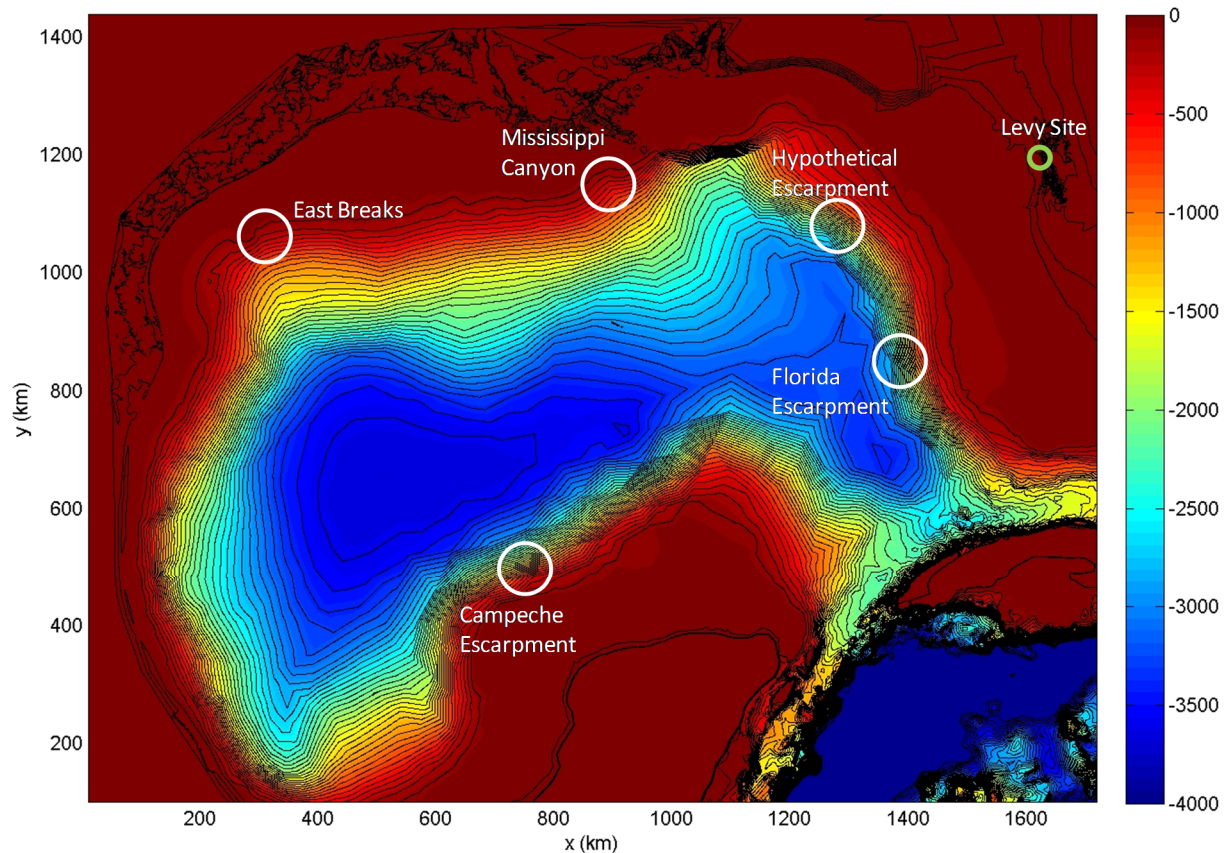 1400
1200
1000
800
600
400
200
y (km)
200
400
600
800
1000
1200
1400
1600
x (km)
Mississippi
Canyon
East Breaks
Hypothetical
Escarpment
Levy Site
Florida
Escarpment
Campeche
Escarpment
0
-500
-1000
-1500
-2000
-2500
-3000
-3500
-4000